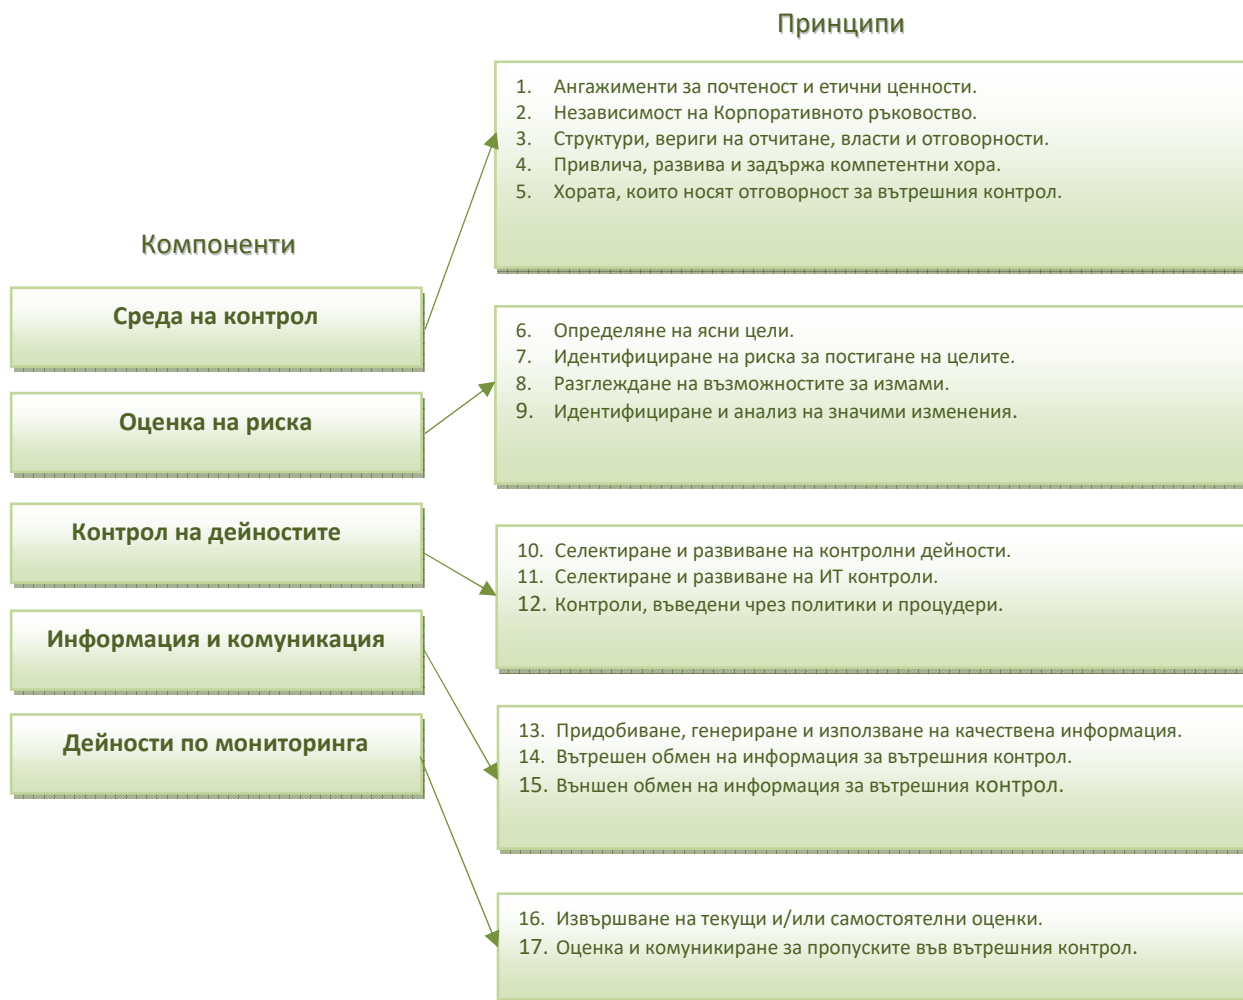 Принципи
1. Ангажименти за почтеност и етични ценности.
2. Независимост на Корпоративното ръковоство.
3. Структури, вериги на отчитане, власти и отговорности.
4. Привлича, развива и задържа компетентни хора.
5. Хората, които носят отговорност за вътрешния контрол.
Компоненти
Среда на контрол
Оценка на риска
Контрол на дейностите
Информация и комуникация
Дейности по мониторинга
6. Определяне на ясни цели.
7. Идентифициране на риска за постигане на целите.
8. Разглеждане на възможностите за измами.
9. Идентифициране и анализ на значими изменения.
10. Селектиране и развиване на контролни дейности.
11. Селектиране и развиване на ИТ контроли.
12. Контроли, въведени чрез политики и процудери.
13. Придобиване, генериране и използване на качествена информация.
14. Вътрешен обмен на информация за вътрешния контрол.
15. Външен обмен на информация за вътрешния контрол.
16. Извършване на текущи и/или самостоятелни оценки.
17. Оценка и комуникиране за пропуските във вътрешния контрол.